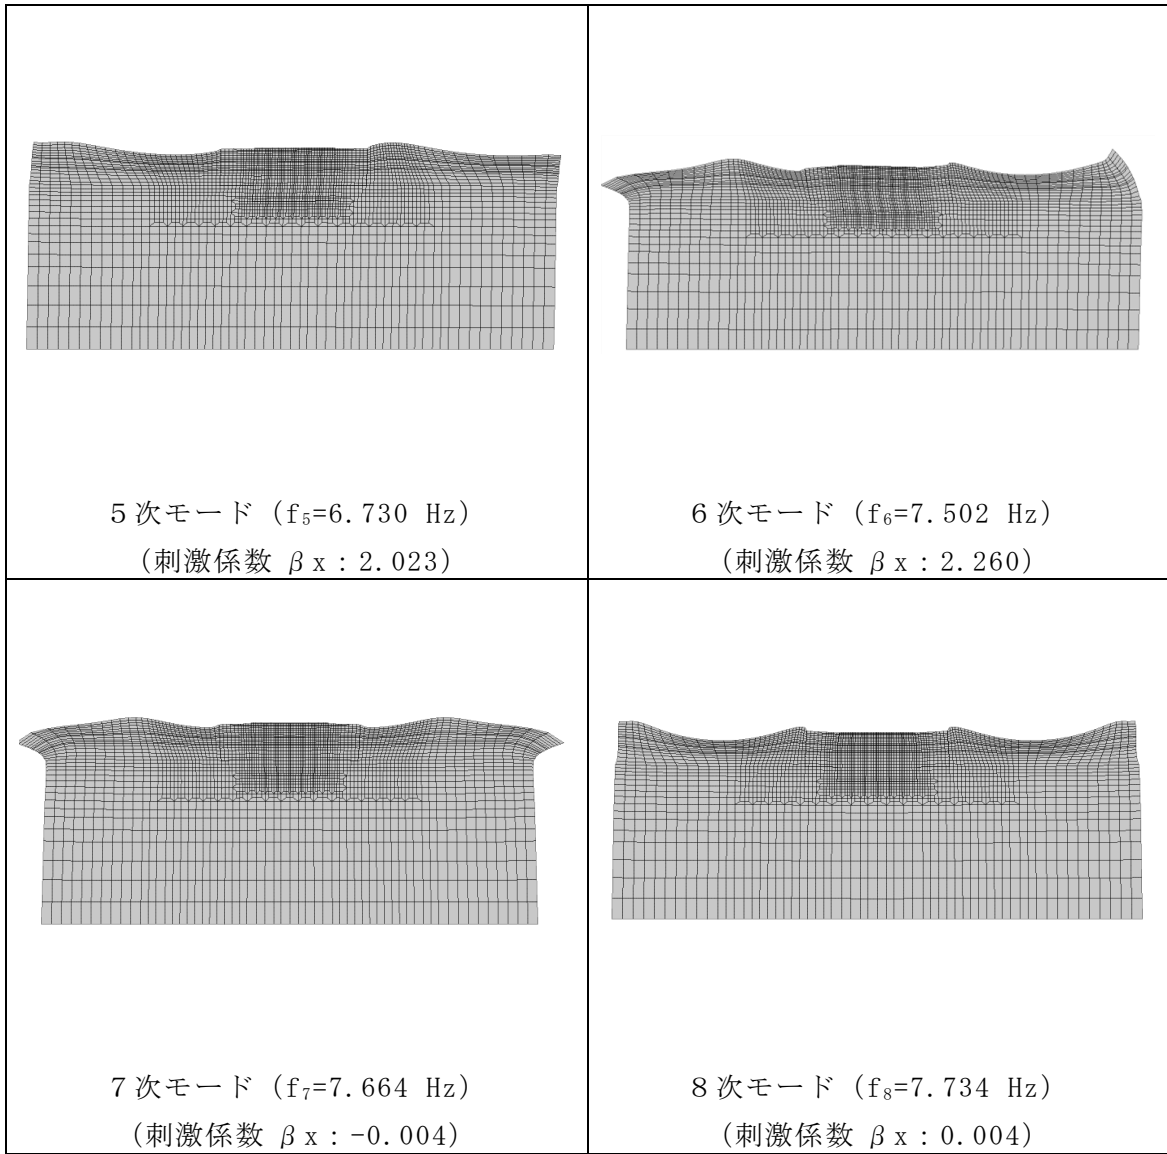 ５次モード (f₅=6.730 Hz)
(刺激係数 βx：2.023)
６次モード (f₆=7.502 Hz)
(刺激係数 βx：2.260)
７次モード (f₇=7.664 Hz)
(刺激係数 βx：-0.004)
８次モード (f₈=7.734 Hz)
(刺激係数 βx：0.004)